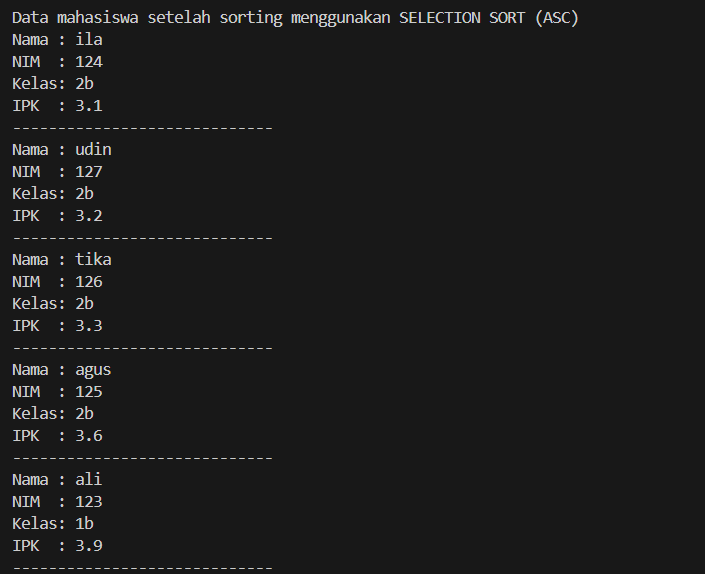 Data mahasiswa setelah sorting menggunakan SELECTION SORT (ASC)
Nama : ila
NIM  : 124
Kelas: 2b
IPK  : 3.1
-----------------------------
Nama : udin
NIM  : 127
Kelas: 2b
IPK  : 3.2
-----------------------------
Nama : tika
NIM  : 126
Kelas: 2b
IPK  : 3.3
-----------------------------
Nama : agus
NIM  : 125
Kelas: 2b
IPK  : 3.6
-----------------------------
Nama : ali
NIM  : 123
Kelas: 1b
IPK  : 3.9
-----------------------------